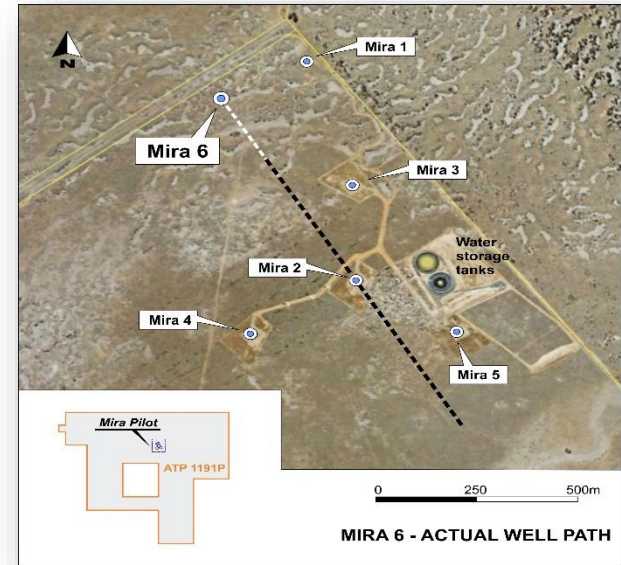 Mira 1
N
Mira 6
Mira 3
Water
storage
tanks
Mira 2
Mira 4
Mira 5
Mira Pilot
ATP 1191P
0 250 500m
MIRA 6 - ACTUAL WELL PATH